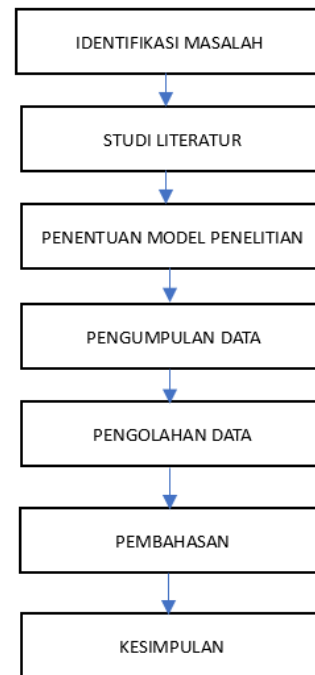 IDENTIFIKASI MASALAH
STUDI LITERATUR
PENENTUAN MODEL PENELITIAN
PENGUMPULAN DATA
PENGOLAHAN DATA
PEMBAHASAN
KESIMPULAN